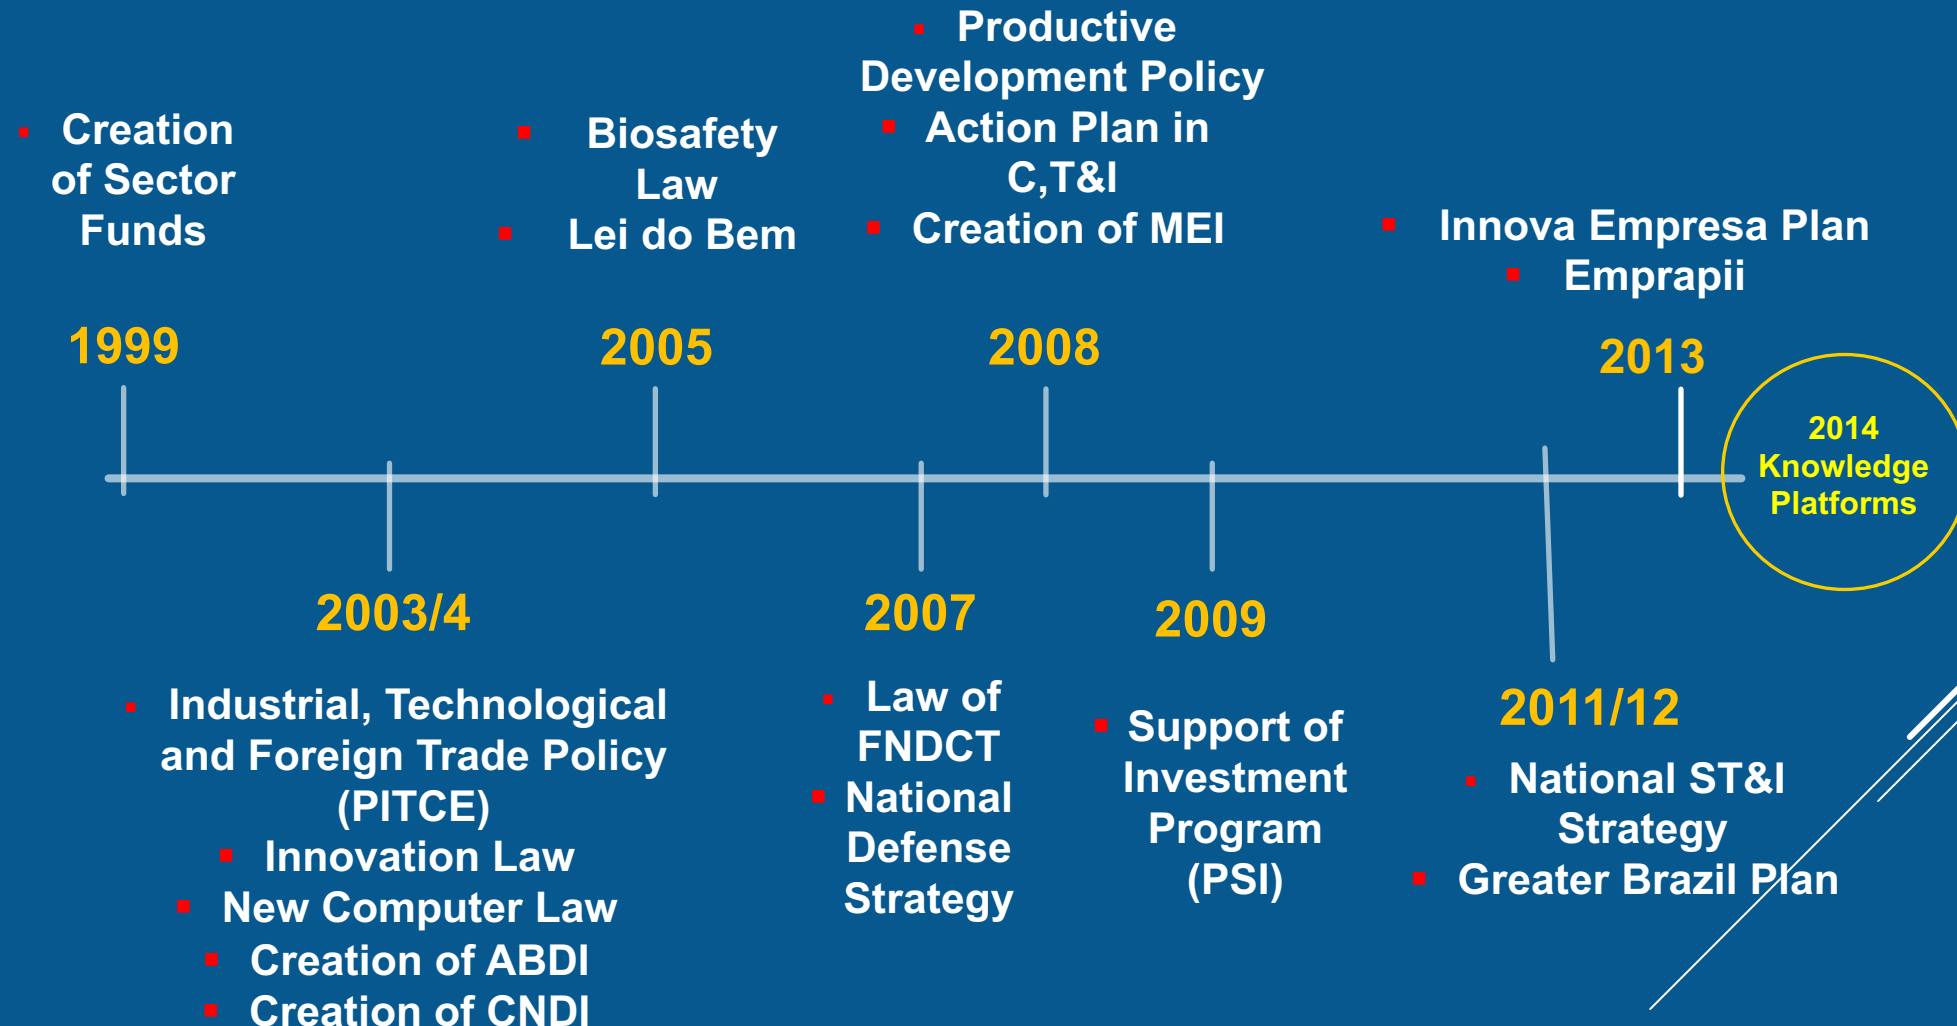 Creation
of Sector
Funds
1999
Industrial, Technological
and Foreign Trade Policy
(PITCE)
Innovation Law
New Computer Law
Creation of ABDI
Creation of CNDI
2003/4
Biosafety
Law
Lei do Bem
2005
2007
Law of
FNDCT
National
Defense
Strategy
Productive
Development Policy
Action Plan in
C,T&I
Creation of MEI
2008
2009
Support of
Investment
Program
(PSI)
2011/12
National ST&I
Strategy
Greater Brazil Plan
Innova Empresa Plan
Emprapii
2013
2014
Knowledge
Platforms